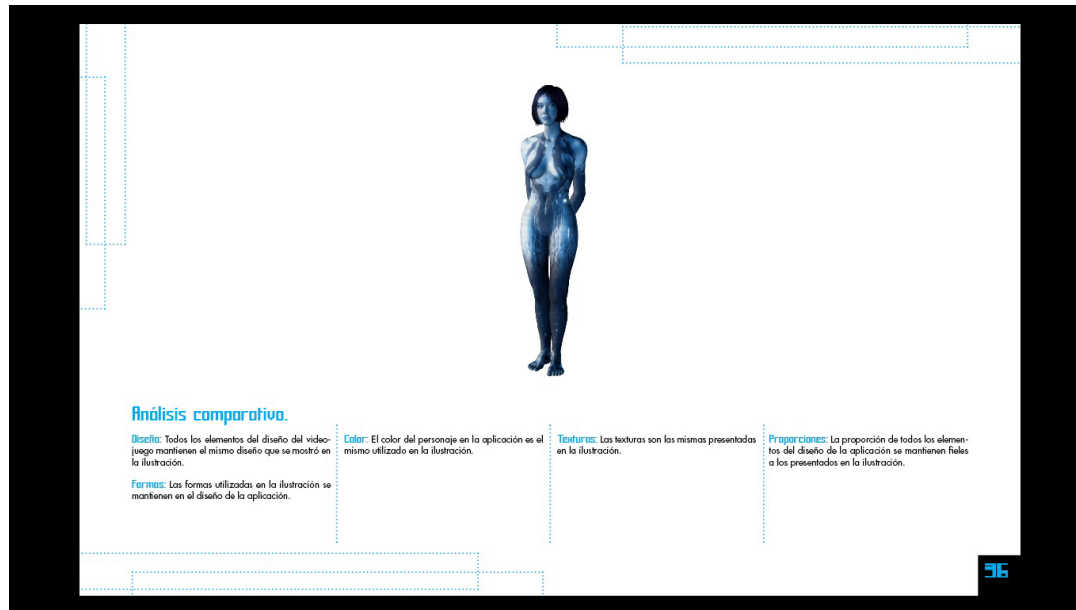 Análisis comparativo.
Diseño: Todos los elementos del diseño del video-
juego mantienen el mismo diseño que se mostró en
la ilustración.
Formas: Las formas utilizadas en la ilustración se
mantienen en el diseño de la aplicación.
Color: El color del personaje en la aplicación es el
mismo utilizado en la ilustración.
Texturas: Las texturas son las mismas presentadas
en la ilustración.
Proporciones: La proporción de todos los elemen-
tos del diseño de la aplicación se mantienen fieles
a los presentados en la ilustración.
96